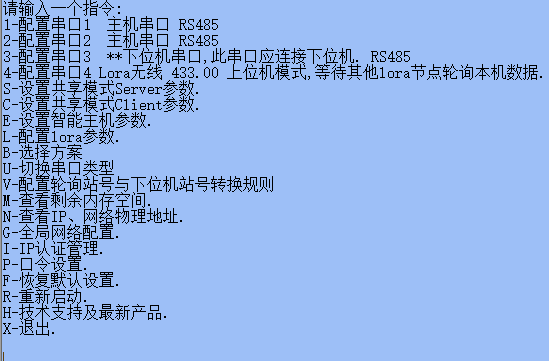 请输入一个指令:
1-配置串口1  主机串口 RS485
2-配置串口2  主机串口 RS485
3-配置串口3  **下位机串口,此串口应连接下位机. RS485
4-配置串口4 Lora无线 433.00 上位机模式,等待其他lora节点轮询本机数据.
S-设置共享模式Server参数.
C-设置共享模式Client参数.
E-设置智能主机参数.
L-配置lora参数.
B-选择方案
U-切换串口类型
V-配置轮询站号与下位机站号转换规则
M-查看剩余内存空间.
N-查看IP、网络物理地址.
G-全局网络配置.
I-IP认证管理.
P-口令设置.
F-恢复默认设置.
R-重新启动.
H-技术支持及最新产品.
X-退出.